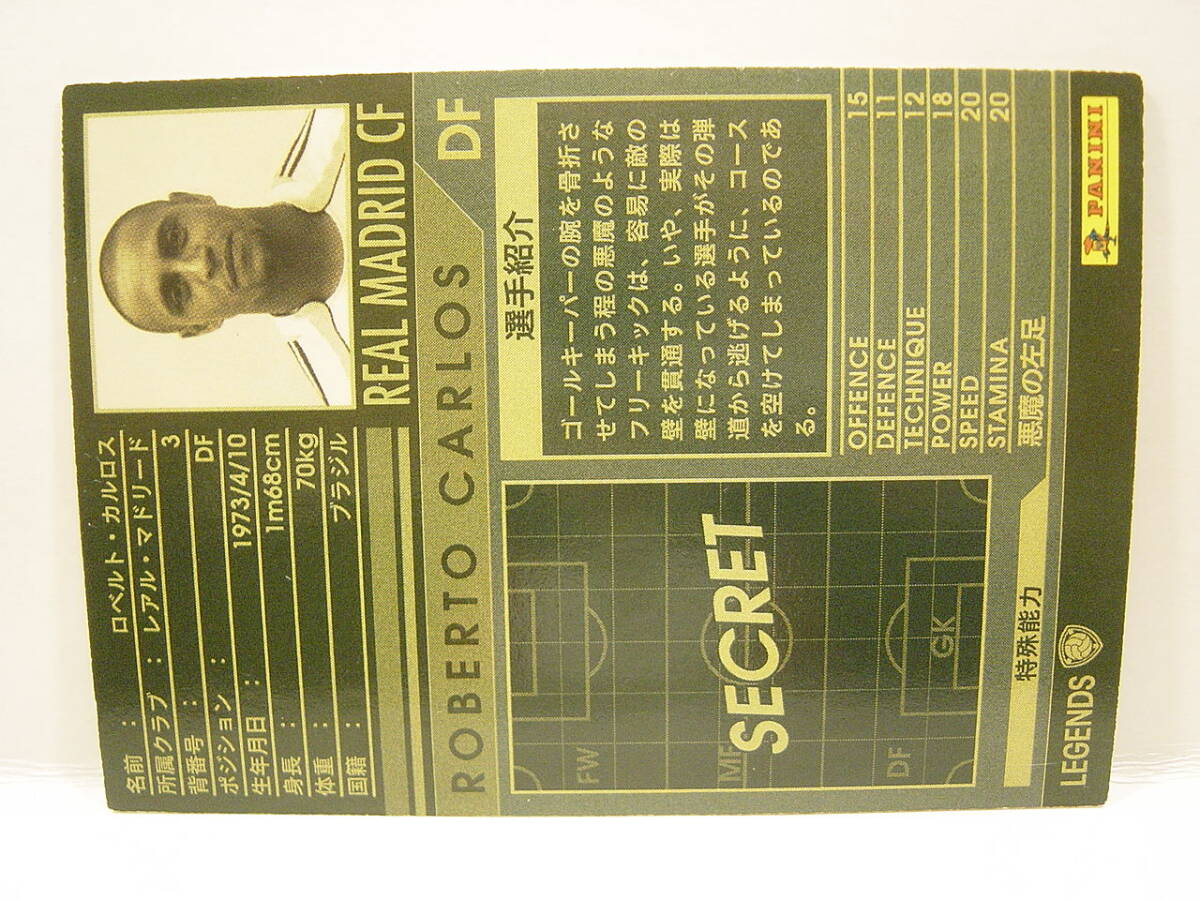 名前 : ロベルト・カルロス
所属クラブ : レアル・マドリード
背番号 : 3
ポジション : DF
生年月日 : 1973/4/10
身長 : 1m68cm
体重 : 70kg
国籍 : ブラジル
REAL MADRID CF
ROBERTO CARLOS
DF
FW
MF
DF
GK
SECRET
選手紹介
ゴールキーパーの腕を骨折さ
せてしまう程の悪魔のような
フリーキックは、容易に敵の
壁を貫通する。いや、実際は
壁になっている選手がその弾
道から逃げるように、コース
を空けてしまっているのであ
る。
OFFENCE 15
DEFENCE 11
TECHNIQUE 12
POWER 18
SPEED 20
STAMINA 20
特殊能力 悪魔の左足
LEGENDS
PANINI